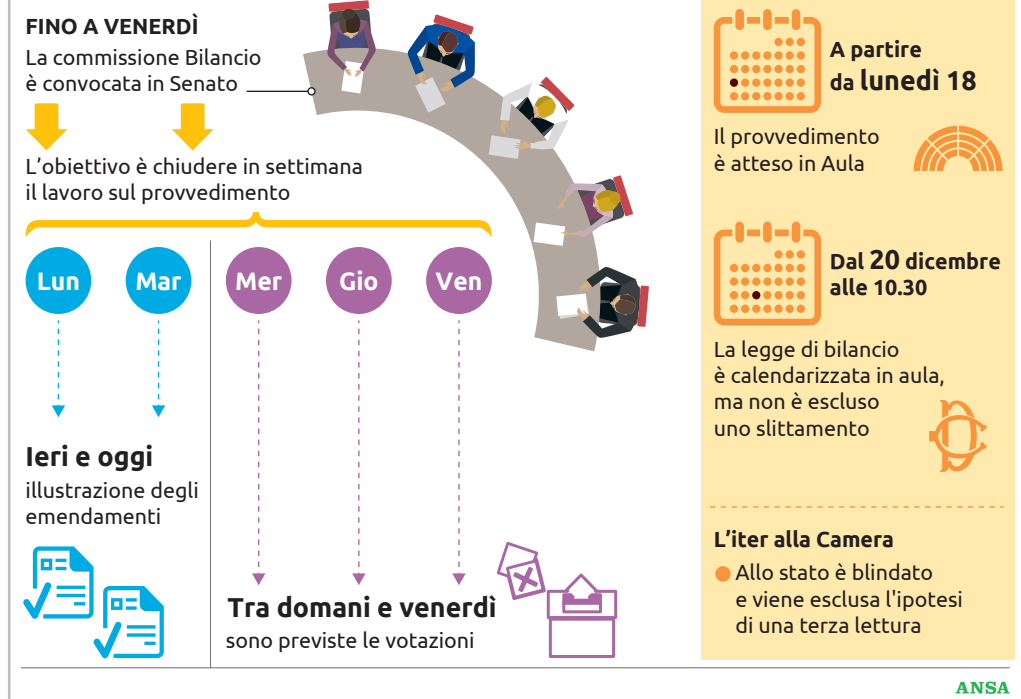 FINO A VENERDÌ
La commissione Bilancio
è convocata in Senato
L'obiettivo è chiudere in settimana
il lavoro sul provvedimento
Lun
Mar
Mer
Gio
Ven
Ieri e oggi
illustrazione degli
emendamenti
Tra domani e venerdì
sono previste le votazioni
A partire
da lunedì 18
Il provvedimento
è atteso in Aula
Dal 20 dicembre
alle 10.30
La legge di bilancio
è calendarizzata in aula,
ma non è escluso
uno slittamento
L'iter alla Camera
Allo stato è blindato
e viene esclusa l'ipotesi
di una terza lettura
ANSA